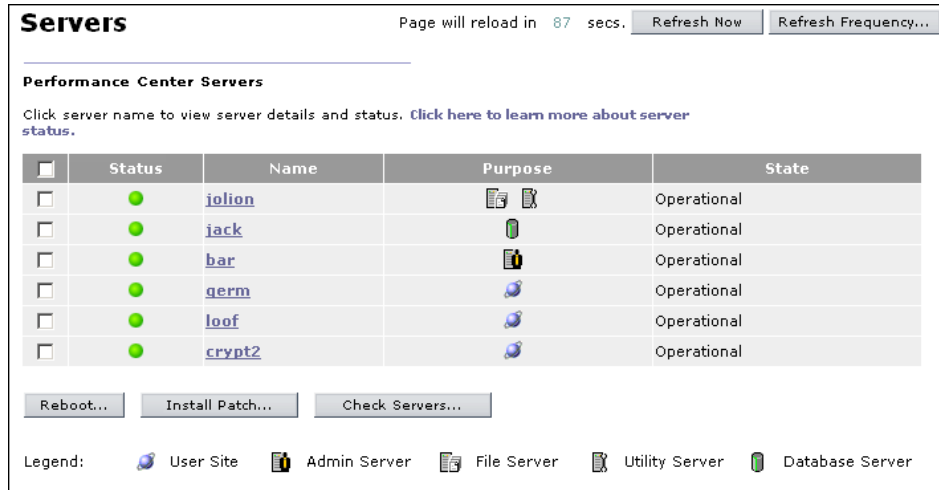 Servers
Page will reload in 87 secs. Refresh Now Refresh Frequency...
Performance Center Servers
Click server name to view server details and status. Click here to learn more about server
status.
Status Name Purpose State
jolion Operational
jack Operational
bar Operational
germ Operational
loof Operational
crypt2 Operational
Reboot... Install Patch... Check Servers...
Legend: User Site Admin Server File Server Utility Server Database Server